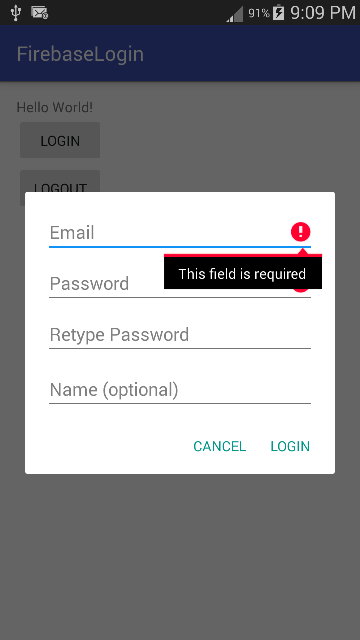 91% 9:09 PM
FirebaseLogin
Hello World!
LOGIN
LOGOUT
Email
This field is required
Password
Retype Password
Name (optional)
CANCEL LOGIN